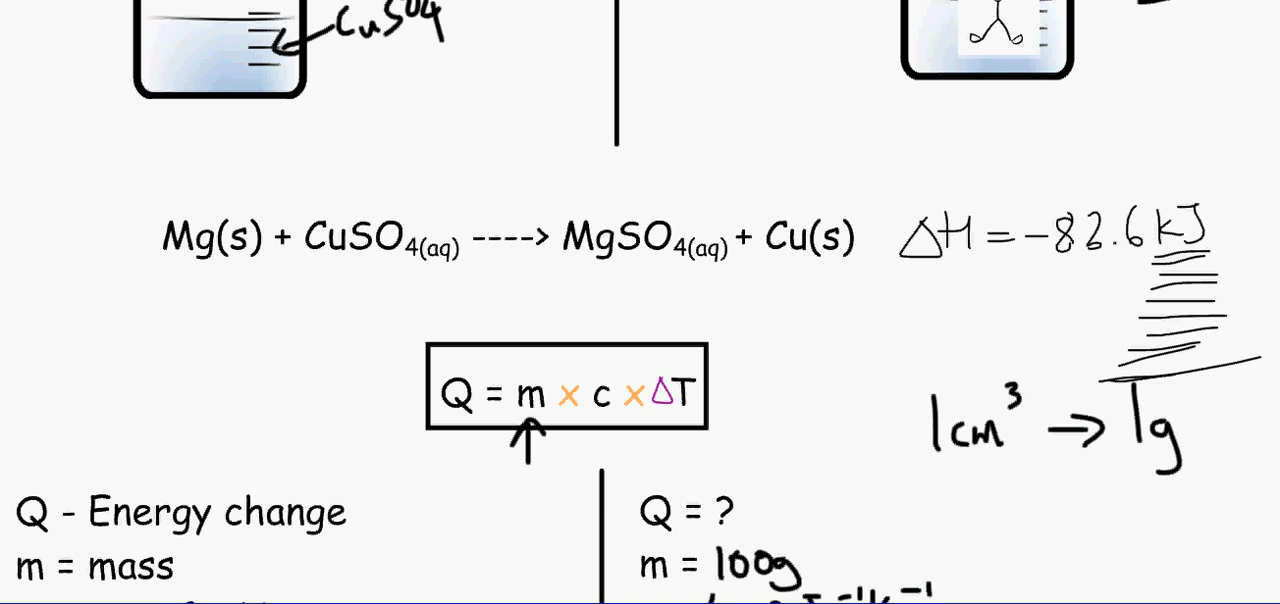 CuSO4
Mg(s) + CuSO₄(aq) ----> MgSO₄(aq) + Cu(s) ΔH = -82.6 kJ
Q = m x c x ΔT
1cm³ → 1g
Q - Energy change
m = mass
Q = ?
m = 100g